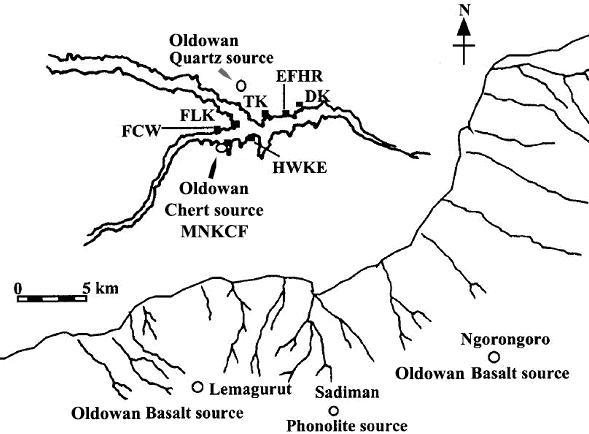 N
Oldowan
Quartz source
EFHR
TK
DK
FLK
FCW
HWKE
Oldowan
Chert source
MNKCF
0 5 km
Ngorongoro
Oldowan Basalt source
Lemagurut
Oldowan Basalt source
Sadiman
Phonolite source